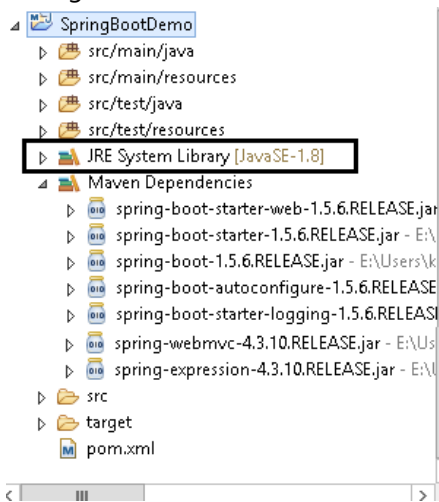 SpringBootDemo
src/main/java
src/main/resources
src/test/java
src/test/resources
JRE System Library [JavaSE-1.8]
Maven Dependencies
spring-boot-starter-web-1.5.6.RELEASE.jar
spring-boot-starter-1.5.6.RELEASE.jar - E:\
spring-boot-1.5.6.RELEASE.jar - E:\Users\k
spring-boot-autoconfigure-1.5.6.RELEASE
spring-boot-starter-logging-1.5.6.RELEAS
spring-webmvc-4.3.10.RELEASE.jar - E:\Us
spring-expression-4.3.10.RELEASE.jar - E:\
src
target
pom.xml